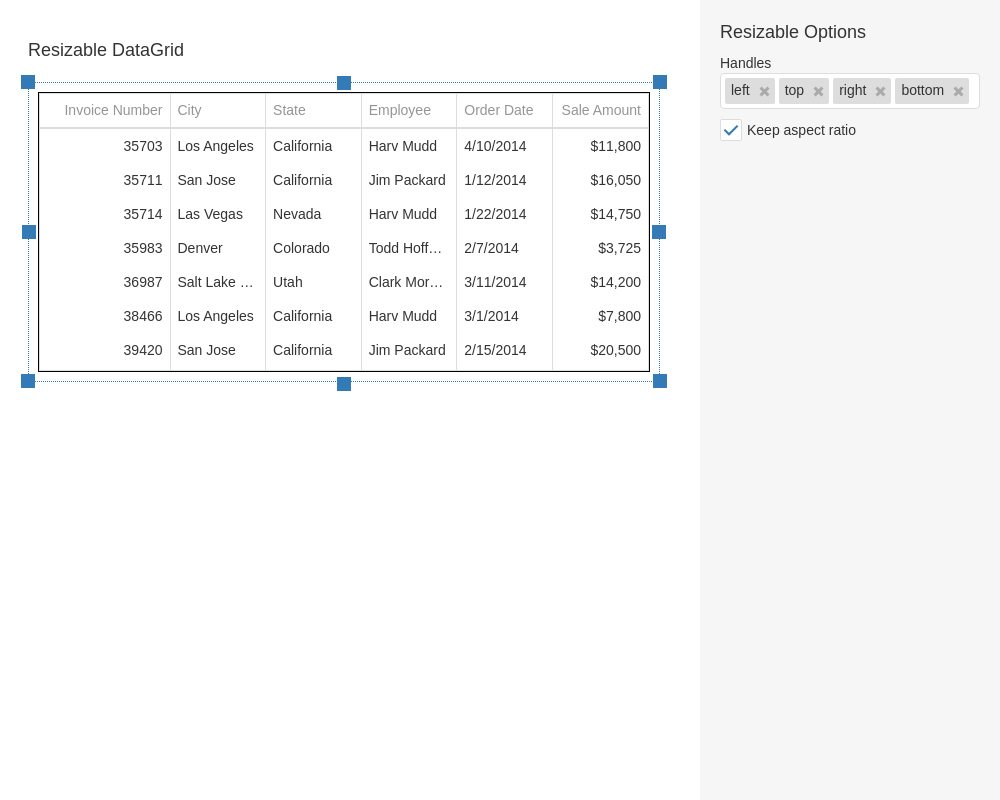 Resizable DataGrid
Invoice Number City State Employee Order Date Sale Amount
35703 Los Angeles California Harv Mudd 4/10/2014 $11,800
35711 San Jose California Jim Packard 1/12/2014 $16,050
35714 Las Vegas Nevada Harv Mudd 1/22/2014 $14,750
35983 Denver Colorado Todd Hoff… 2/7/2014 $3,725
36987 Salt Lake … Utah Clark Mor… 3/11/2014 $14,200
38466 Los Angeles California Harv Mudd 3/1/2014 $7,800
39420 San Jose California Jim Packard 2/15/2014 $20,500
Resizable Options
Handles
left top right bottom
Keep aspect ratio